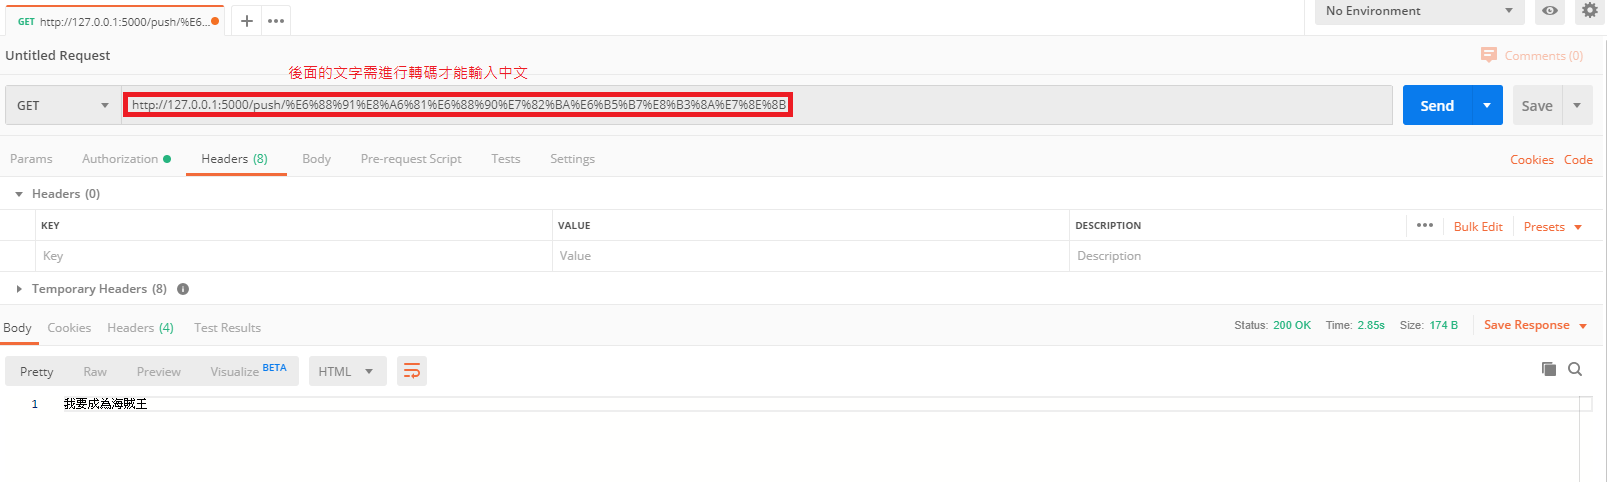 GET http://127.0.0.1:5000/push/%E6... + ••• No Environment
Untitled Request Comments (0)
後面的文字需進行轉碼才能輸入中文
GET http://127.0.0.1:5000/push/%E6%88%91%E8%A6%81%E6%88%90%E7%82%BA%E6%B5%B7%E8%B3%8A%E7%8E%8B Send Save
Params Authorization Headers (8) Body Pre-request Script Tests Settings Cookies Code
Headers (0)
KEY VALUE DESCRIPTION ••• Bulk Edit Presets
Key Value Description
Temporary Headers (8) i
Body Cookies Headers (4) Test Results Status: 200 OK Time: 2.85s Size: 174 B Save Response
Pretty Raw Preview Visualize BETA HTML
1 我要成為海賊王